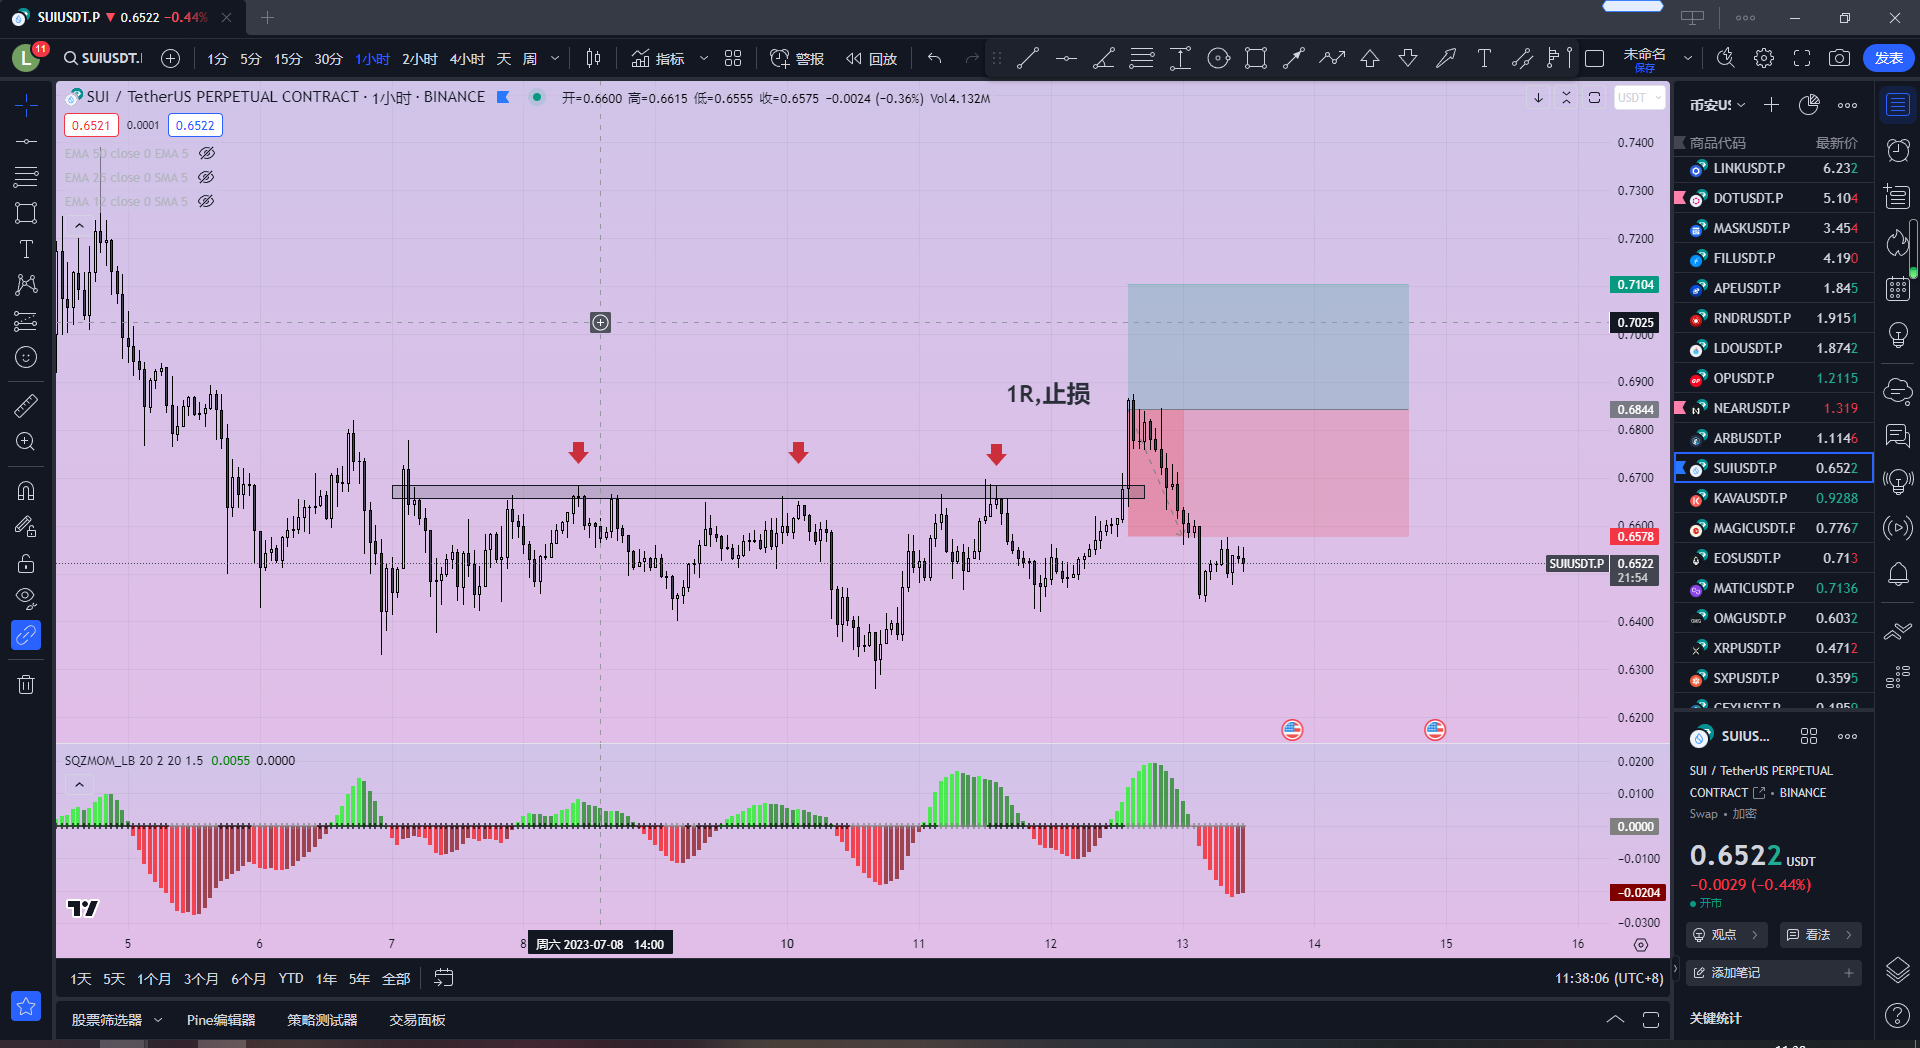 SUIUSDT.P ▼ 0.6522 −0.44%
L 11 SUIUSDT. 1分 5分 15分 30分 1小时 2小时 4小时 天 周 指标 警报 回放 未命名 保存 发表
SUI / TetherUS PERPETUAL CONTRACT · 1小时 · BINANCE 开=0.6600 高=0.6615 低=0.6555 收=0.6575 −0.0024 (−0.36%) Vol4.132M
0.6521 0.0001 0.6522
EMA 50 close 0 EMA 5
EMA 25 close 0 SMA 5
EMA 12 close 0 SMA 5
1R,止损
USDT
0.7400
0.7300
0.7200
0.7104
0.7025
0.7000
0.6900
0.6844
0.6800
0.6700
0.6600
0.6578
SUIUSDT.P 0.6522
21:54
0.6400
0.6300
0.6200
SQZMOM_LB 20 2 20 1.5 0.0055 0.0000
0.0200
0.0100
0.0000
−0.0100
−0.0204
−0.0300
5 6 7 8 周六 2023-07-08 14:00 10 11 12 13 14 15 16
1天 5天 1个月 3个月 6个月 YTD 1年 5年 全部 11:38:06 (UTC+8)
股票筛选器 Pine编辑器 策略测试器 交易面板
币安US
商品代码 最新价
LINKUSDT.P 6.232
DOTUSDT.P 5.104
MASKUSDT.P 3.454
FILUSDT.P 4.190
APEUSDT.P 1.845
RNDRUSDT.P 1.9151
LDOUSDT.P 1.8742
OPUSDT.P 1.2115
NEARUSDT.P 1.319
ARBUSDT.P 1.1146
SUIUSDT.P 0.6522
KAVAUSDT.P 0.9288
MAGICUSDT.P 0.7767
EOSUSDT.P 0.713
MATICUSDT.P 0.7136
OMGUSDT.P 0.6032
XRPUSDT.P 0.4712
SXPUSDT.P 0.3595
SUIUS...
SUI / TetherUS PERPETUAL
CONTRACT · BINANCE
Swap · 加密
0.6522 USDT
−0.0029 (−0.44%)
开市
观点 看法
添加笔记
关键统计